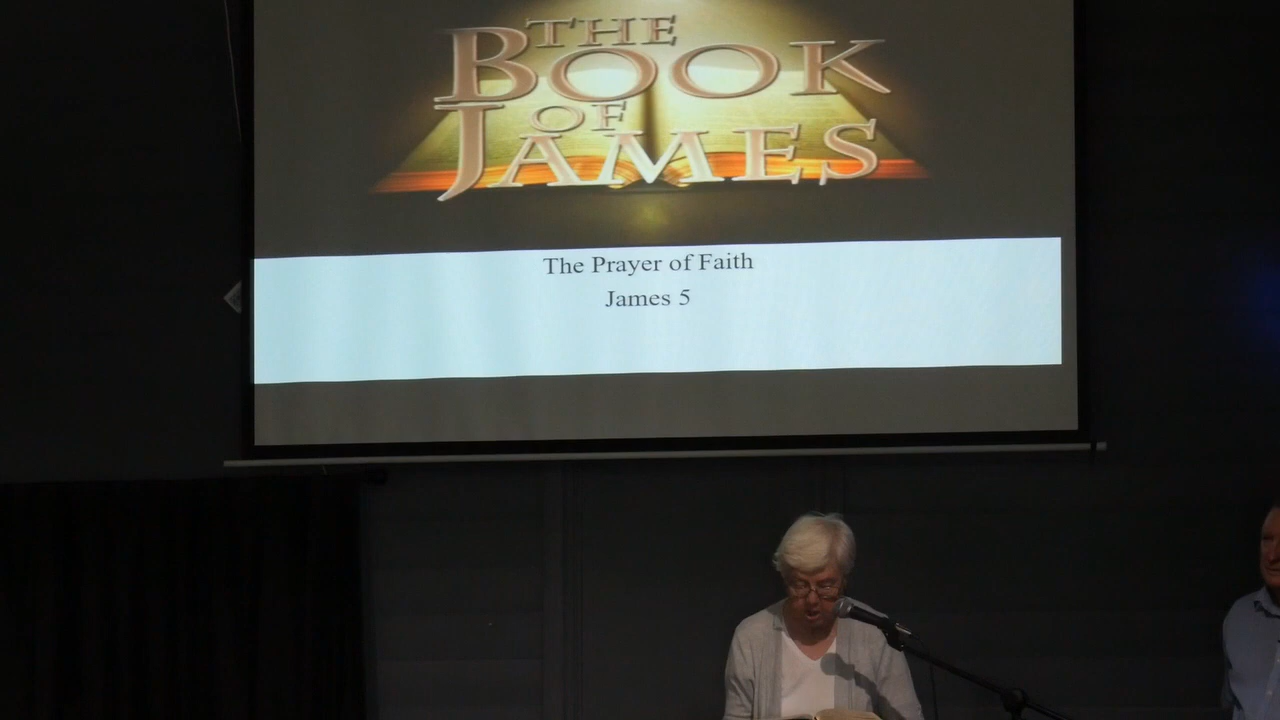 THE
BOOK
OF
JAMES
The Prayer of Faith
James 5